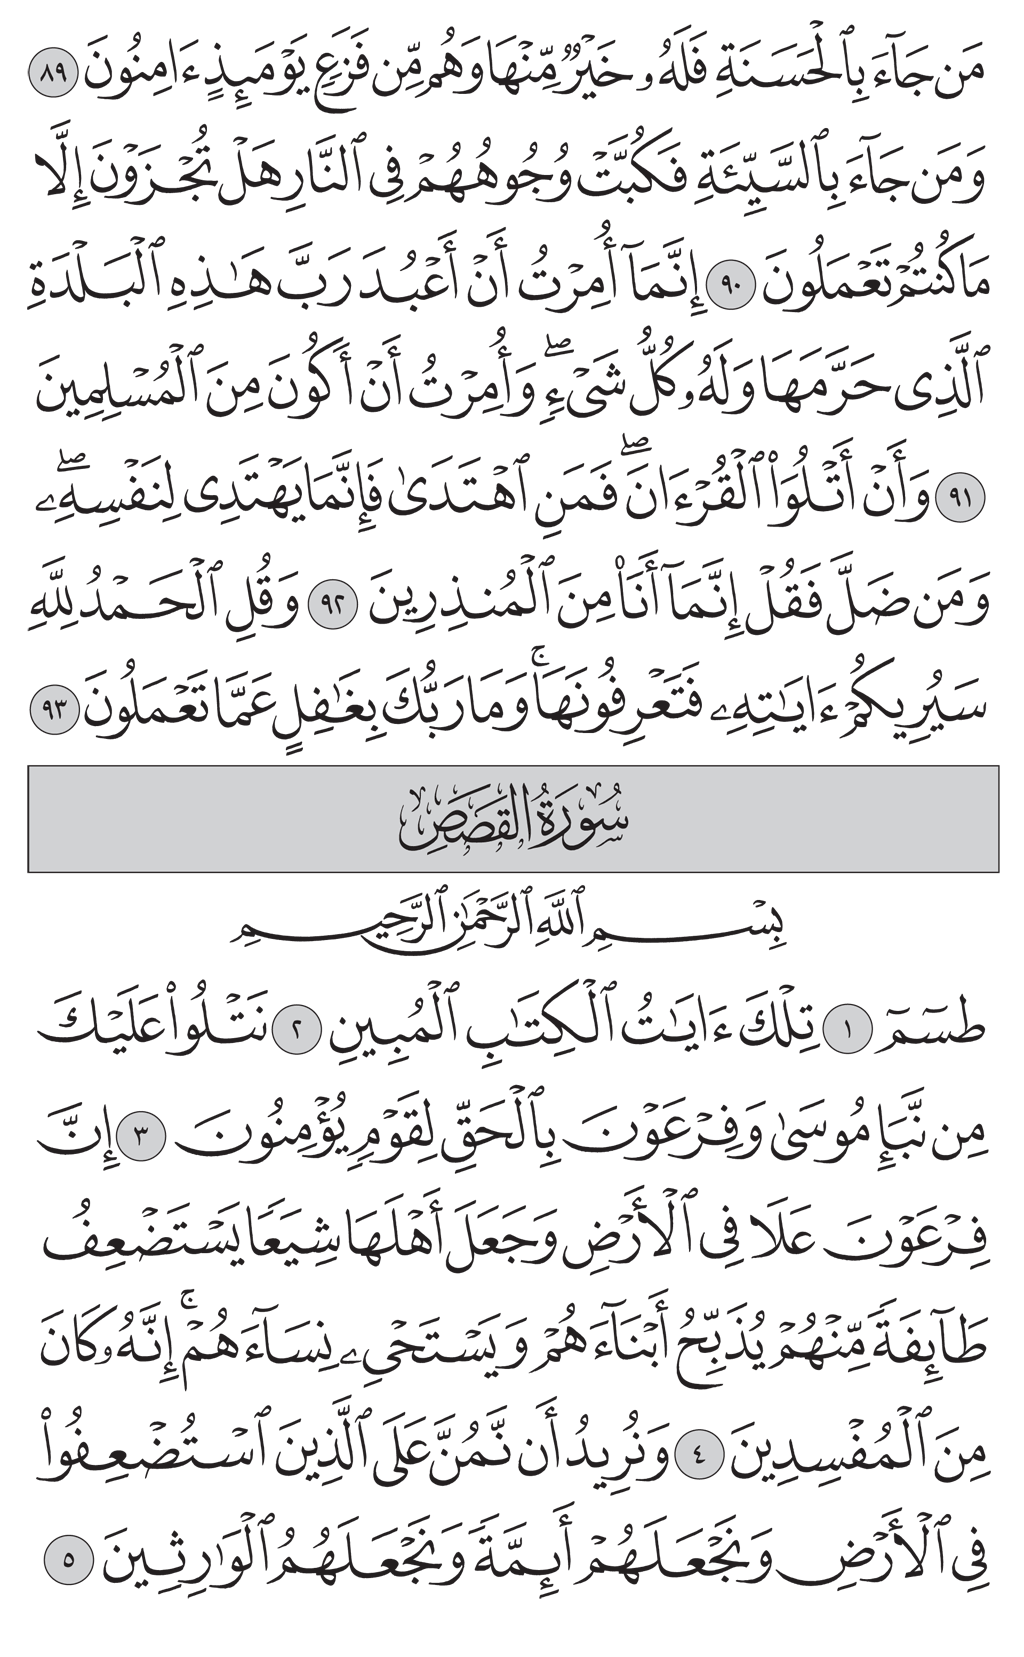 مَن جَآءَ بِٱلْحَسَنَةِ فَلَهُۥ خَيْرٌ مِّنْهَا وَهُم مِّن فَزَعٍ يَوْمَئِذٍ ءَامِنُونَ ٨٩
وَمَن جَآءَ بِٱلسَّيِّئَةِ فَكُبَّتْ وُجُوهُهُمْ فِى ٱلنَّارِ هَلْ تُجْزَوْنَ إِلَّا
مَا كُنتُمْ تَعْمَلُونَ ٩٠ إِنَّمَآ أُمِرْتُ أَنْ أَعْبُدَ رَبَّ هَـٰذِهِ ٱلْبَلْدَةِ
ٱلَّذِى حَرَّمَهَا وَلَهُۥ كُلُّ شَىْءٍ ۖ وَأُمِرْتُ أَنْ أَكُونَ مِنَ ٱلْمُسْلِمِينَ
٩١ وَأَنْ أَتْلُوَا۟ ٱلْقُرْءَانَ ۖ فَمَنِ ٱهْتَدَىٰ فَإِنَّمَا يَهْتَدِى لِنَفْسِهِۦ ۖ
وَمَن ضَلَّ فَقُلْ إِنَّمَآ أَنَا۠ مِنَ ٱلْمُنذِرِينَ ٩٢ وَقُلِ ٱلْحَمْدُ لِلَّهِ
سَيُرِيكُمْ ءَايَـٰتِهِۦ فَتَعْرِفُونَهَا ۚ وَمَا رَبُّكَ بِغَـٰفِلٍ عَمَّا تَعْمَلُونَ ٩٣
سُورَةُ القَصَصِ
بِسْمِ ٱللَّهِ ٱلرَّحْمَـٰنِ ٱلرَّحِيمِ
طسٓمٓ ١ تِلْكَ ءَايَـٰتُ ٱلْكِتَـٰبِ ٱلْمُبِينِ ٢ نَتْلُوا۟ عَلَيْكَ
مِن نَّبَإِ مُوسَىٰ وَفِرْعَوْنَ بِٱلْحَقِّ لِقَوْمٍ يُؤْمِنُونَ ٣ إِنَّ
فِرْعَوْنَ عَلَا فِى ٱلْأَرْضِ وَجَعَلَ أَهْلَهَا شِيَعًا يَسْتَضْعِفُ
طَآئِفَةً مِّنْهُمْ يُذَبِّحُ أَبْنَآءَهُمْ وَيَسْتَحْىِۦ نِسَآءَهُمْ ۚ إِنَّهُۥ كَانَ
مِنَ ٱلْمُفْسِدِينَ ٤ وَنُرِيدُ أَن نَّمُنَّ عَلَى ٱلَّذِينَ ٱسْتُضْعِفُوا۟
فِى ٱلْأَرْضِ وَنَجْعَلَهُمْ أَئِمَّةً وَنَجْعَلَهُمُ ٱلْوَٰرِثِينَ ٥